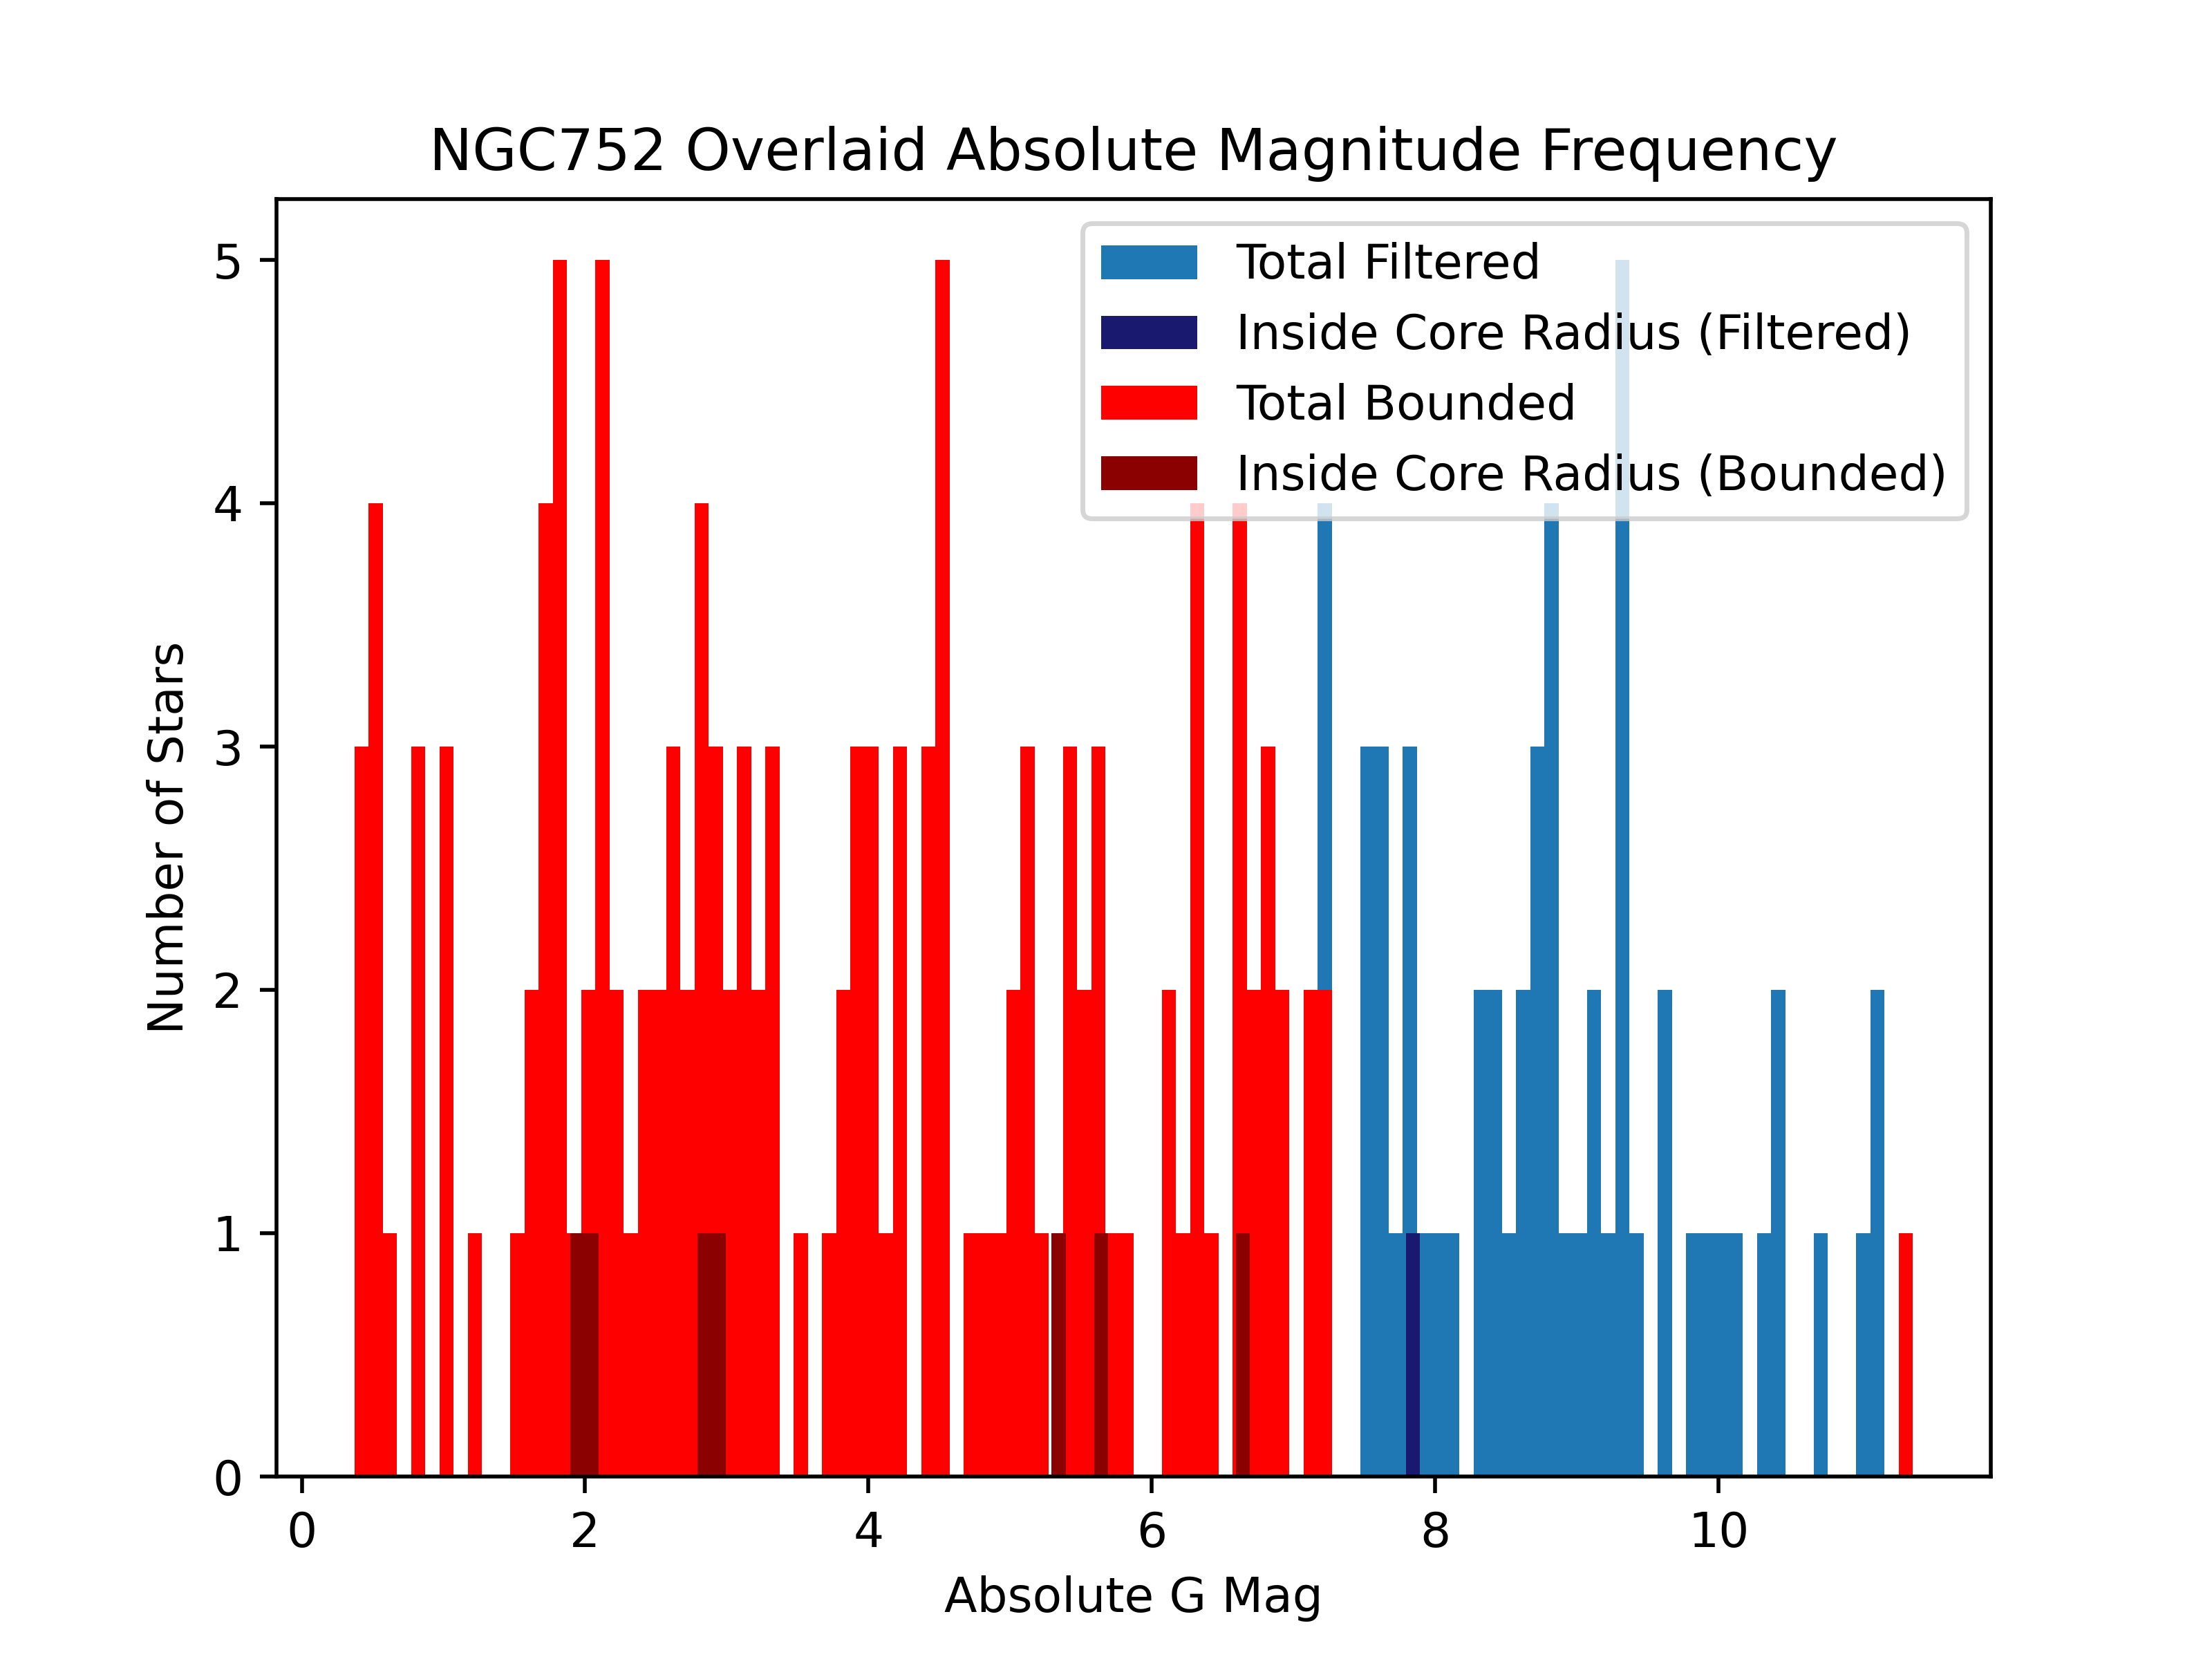 NGC752 Overlaid Absolute Magnitude Frequency
Total Filtered
Inside Core Radius (Filtered)
Total Bounded
Inside Core Radius (Bounded)
Number of Stars
5
4
3
2
1
0
0 2 4 6 8 10
Absolute G Mag